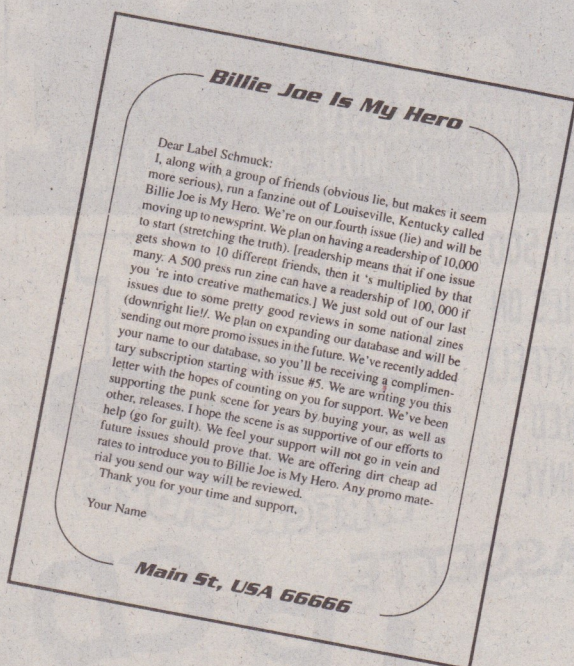 Billie Joe Is My Hero
Dear Label Schmuck:
I, along with a group of friends (obvious lie, but makes it seem
more serious), run a fanzine out of Louiseville, Kentucky called
Billie Joe is My Hero. We're on our fourth issue (lie) and will be
moving up to newsprint. We plan on having a readership of 10,000
to start (stretching the truth). [readership means that if one issue
gets shown to 10 different friends, then it 's multiplied by that
many. A 500 press run zine can have a readership of 100, 000 if
you 're into creative mathematics.] We just sold out of our last
issues due to some pretty good reviews in some national zines
(downright lie!/. We plan on expanding our database and will be
sending out more promo issues in the future. We've recently added
your name to our database, so you'll be receiving a complimen-
tary subscription starting with issue #5. We are writing you this
letter with the hopes of counting on you for support. We've been
supporting the punk scene for years by buying your, as well as
other, releases. I hope the scene is as supportive of our efforts to
help (go for guilt). We feel your support will not go in vein and
future issues should prove that. We are offering dirt cheap ad
rates to introduce you to Billie Joe is My Hero. Any promo mate-
rial you send our way will be reviewed.
Thank you for your time and support,
Your Name
Main St, USA 66666